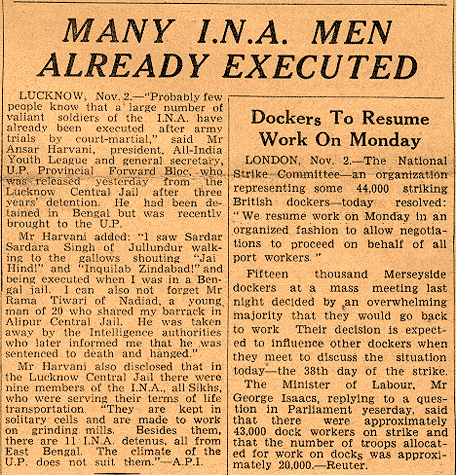 MANY I.N.A. MEN
ALREADY EXECUTED
LUCKNOW, Nov. 2.—"Probably few
people know that a large number of
valiant soldiers of the I.N.A. have
already been executed after army
trials by court-martial," said Mr
Ansar Harvani, president, All-India
Youth League and general secretary,
U.P. Provincial Forward Bloc, who
was released yesterday from the
Lucknow Central Jail after three
years' detention. He had been de-
tained in Bengal but was recently
brought to the U.P.
Mr Harvani added: "I saw Sardar
Sardara Singh of Jullundur walk-
ing to the gallows shouting "Jai
Hind!" and "Inquilab Zindabad!" and
being executed when I was in a Ben-
gal jail. I can also not forget Mr
Rama Tiwari of Nadiad, a young
man of 20 who shared my barrack in
Alipur Central Jail. He was taken
away by the Intelligence authorities
who later informed me that he was
sentenced to death and hanged."
Mr Harvani also disclosed that in
the Lucknow Central Jail there were
nine members of the I.N.A., all Sikhs,
who were serving their terms of life
transportation "They are kept in
solitary cells and are made to work
on grinding mills. Besides them,
there are 11 I.N.A. detenus, all from
East Bengal. The climate of the
U.P. does not suit them."—A.P.I.
Dockers To Resume
Work On Monday
LONDON, Nov. 2.—The National
Strike Committee—an organization
representing some 44,000 striking
British dockers—today resolved:
"We resume work on Monday in an
organized fashion to allow negotia-
tions to proceed on behalf of all
port workers."
Fifteen thousand Merseyside
dockers at a mass meeting last
night decided by an overwhelming
majority that they would go back
to work Their decision is expect-
ed to influence other dockers when
they meet to discuss the situation
today—the 38th day of the strike.
The Minister of Labour, Mr
George Isaacs, replying to a ques-
tion in Parliament yeserday, said
that there were approximately
43,000 dock workers on strike and
that the number of troops allocat-
ed for work on docks was approxi-
mately 20,000.—Reuter.